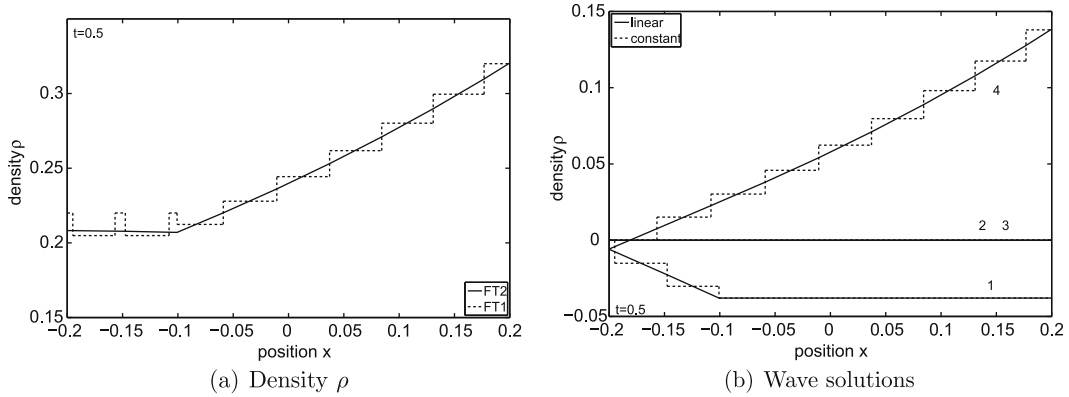 t=0.5
density ρ
0.3
0.25
0.2
0.15
−0.2 −0.15 −0.1 −0.05 0 0.05 0.1 0.15 0.2
position x
FT2
FT1
(a) Density ρ
linear
constant
density ρ
0.15
0.1
0.05
0
−0.05
4
2 3
1
t=0.5
−0.2 −0.15 −0.1 −0.05 0 0.05 0.1 0.15 0.2
position x
(b) Wave solutions